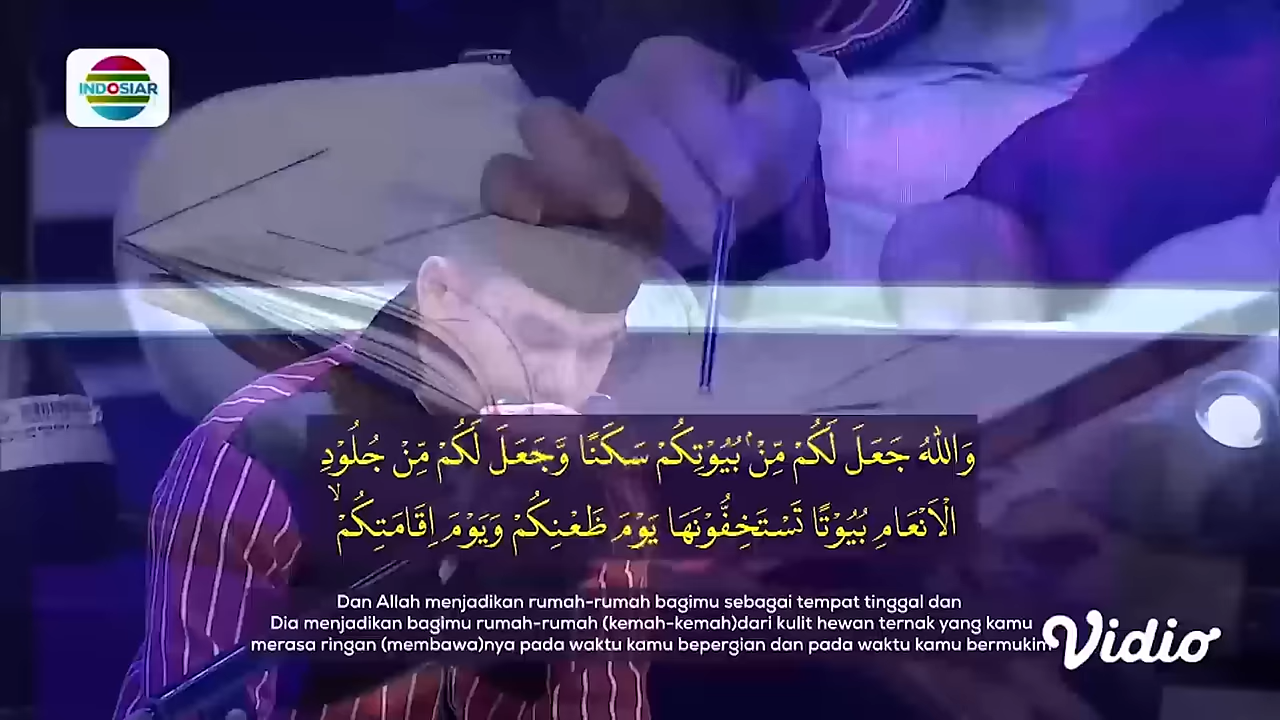 INDOSIAR
وَاللّٰهُ جَعَلَ لَكُمْ مِّنْۢ بُيُوْتِكُمْ سَكَنًا وَّجَعَلَ لَكُمْ مِّنْ جُلُوْدِ
الْاَنْعَامِ بُيُوْتًا تَسْتَخِفُّوْنَهَا يَوْمَ ظَعْنِكُمْ وَيَوْمَ اِقَامَتِكُمْۙ
Dan Allah menjadikan rumah-rumah bagimu sebagai tempat tinggal dan
Dia menjadikan bagimu rumah-rumah (kemah-kemah)dari kulit hewan ternak yang kamu
merasa ringan (membawa)nya pada waktu kamu bepergian dan pada waktu kamu bermukim
Vidio